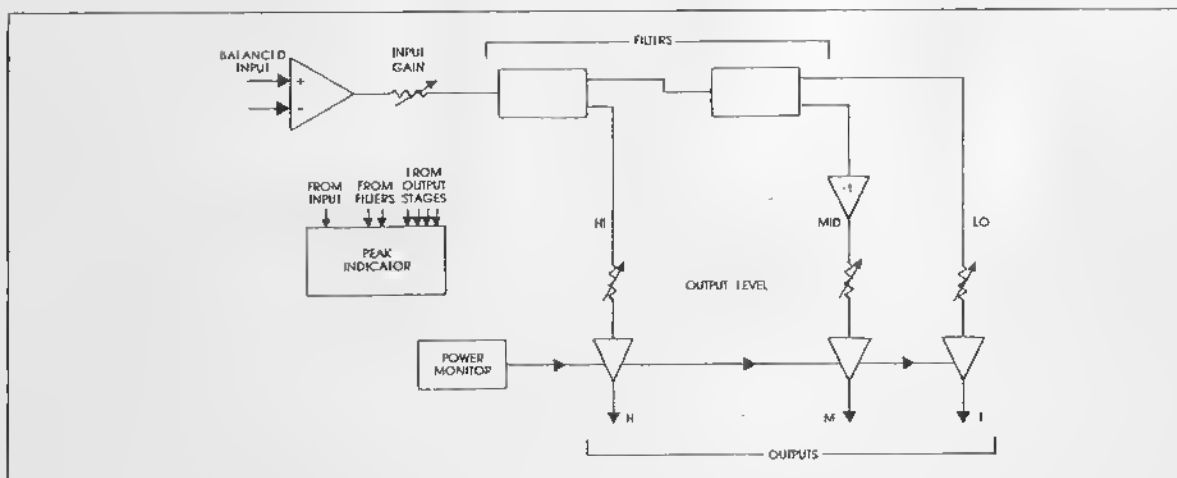 FILTERS
BALANCED
INPUT
INPUT
GAIN
+
-
FROM
INPUT
FROM
FILTERS
FROM
OUTPUT
STAGES
PEAK
INDICATOR
-1
HI
MID
LO
OUTPUT LEVEL
POWER
MONITOR
H
M
L
OUTPUTS